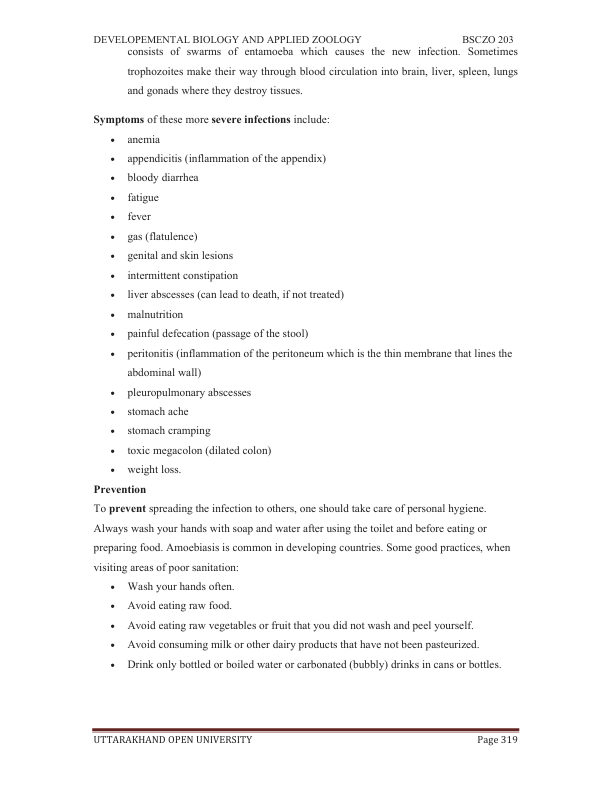 DEVELOPEMENTAL BIOLOGY AND APPLIED ZOOLOGY BSCZO 203
consists of swarms of entamoeba which causes the new infection. Sometimes
trophozoites make their way through blood circulation into brain, liver, spleen, lungs
and gonads where they destroy tissues.
Symptoms of these more severe infections include:
• anemia
• appendicitis (inflammation of the appendix)
• bloody diarrhea
• fatigue
• fever
• gas (flatulence)
• genital and skin lesions
• intermittent constipation
• liver abscesses (can lead to death, if not treated)
• malnutrition
• painful defecation (passage of the stool)
• peritonitis (inflammation of the peritoneum which is the thin membrane that lines the
abdominal wall)
• pleuropulmonary abscesses
• stomach ache
• stomach cramping
• toxic megacolon (dilated colon)
• weight loss.
Prevention
To prevent spreading the infection to others, one should take care of personal hygiene.
Always wash your hands with soap and water after using the toilet and before eating or
preparing food. Amoebiasis is common in developing countries. Some good practices, when
visiting areas of poor sanitation:
• Wash your hands often.
• Avoid eating raw food.
• Avoid eating raw vegetables or fruit that you did not wash and peel yourself.
• Avoid consuming milk or other dairy products that have not been pasteurized.
• Drink only bottled or boiled water or carbonated (bubbly) drinks in cans or bottles.
UTTARAKHAND OPEN UNIVERSITY Page 319